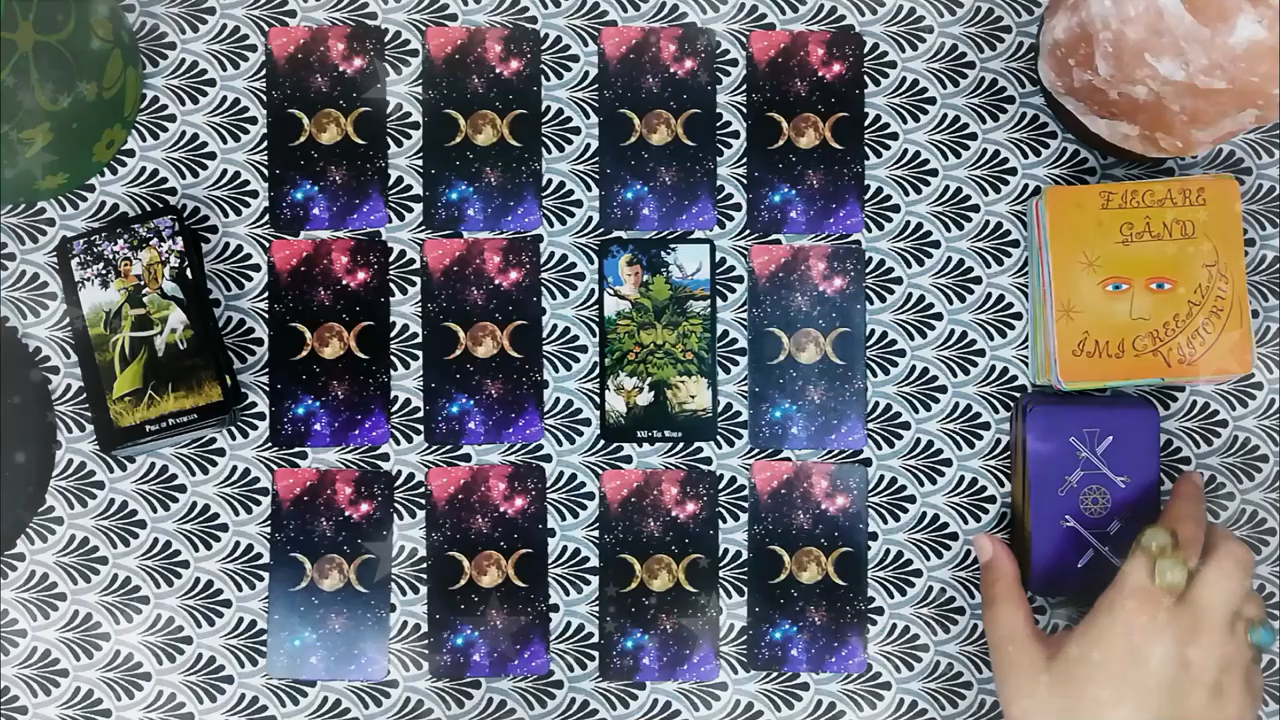 PAGE OF PENTACLES
XXI • THE WORLD
FIECARE
GÂND
ÎMI CREEAZĂ
VIITORUL